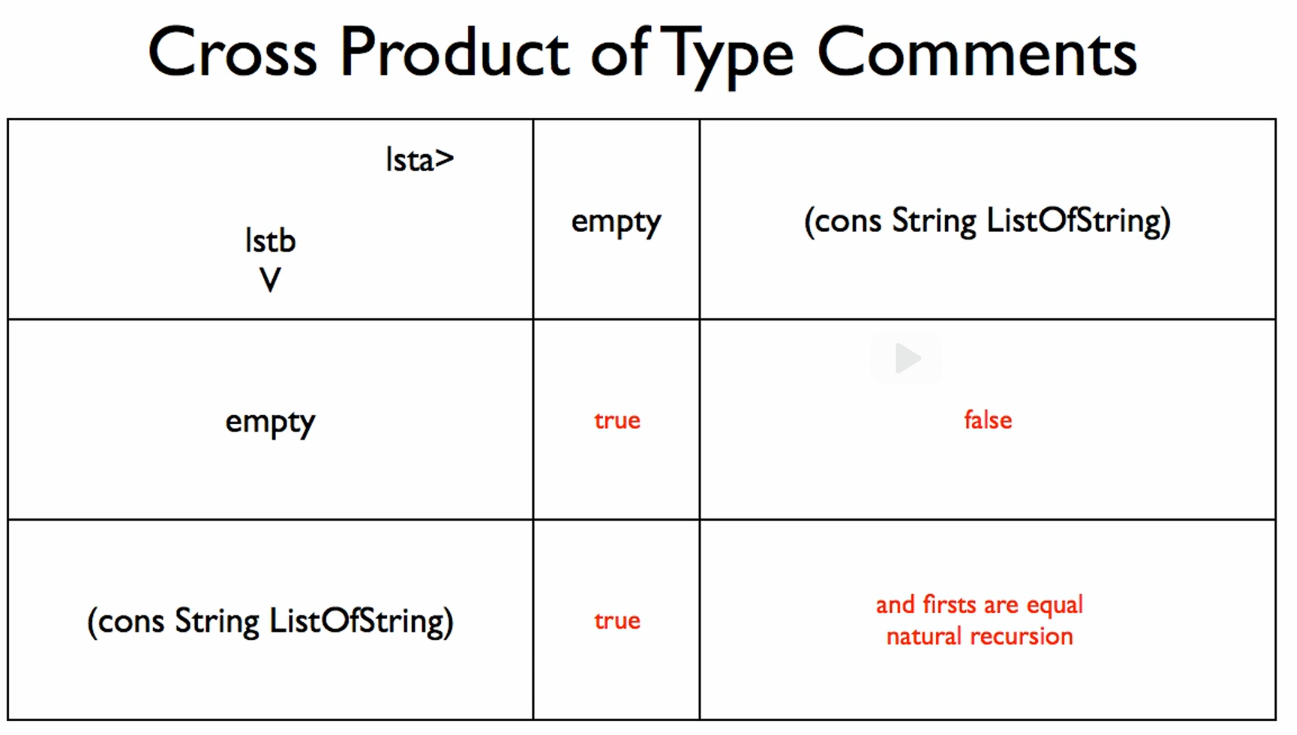 Cross Product of Type Comments
lsta>
lstb
V
empty
(cons String ListOfString)
empty
true
false
(cons String ListOfString)
true
and firsts are equal
natural recursion